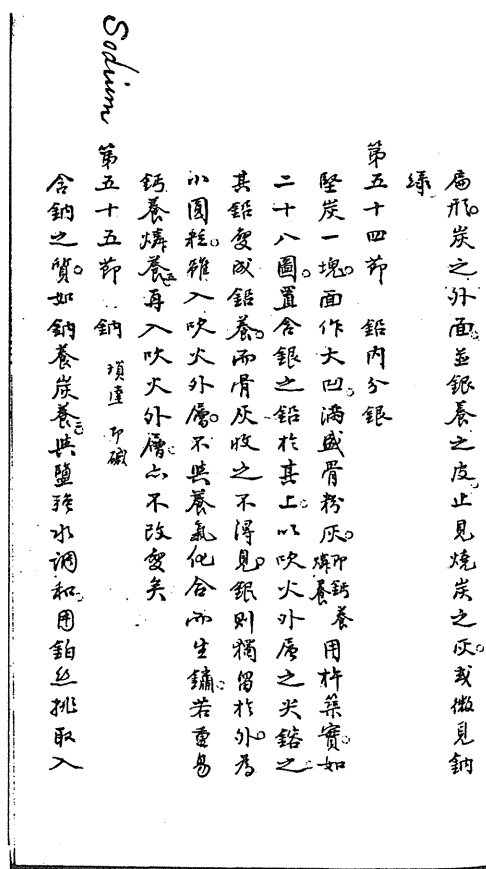 扁形。炭之外面。並銀養之皮。止見燒炭之灰。或微見鈉
綠
第五十四節 鉛內分銀
堅炭一塊。面作大凹。滿盛骨粉灰。即鈣養燐養用杵築實。如
二十八圖。置含銀之鉛於其上。以吹火外層之尖鎔之。
其鉛變成鉛養。而骨灰收之不得見。銀則獨留於外。為
小圓粒。雖入吹火外層。不與養氣化合而生鏽。若重易
鈣養燐養五再入吹火外層。亦不改變矣
第五十五節 鈉 即礆
Sodium
含鈉之質。如鈉養炭養二與鹽強水調和。用鉑絲挑取入